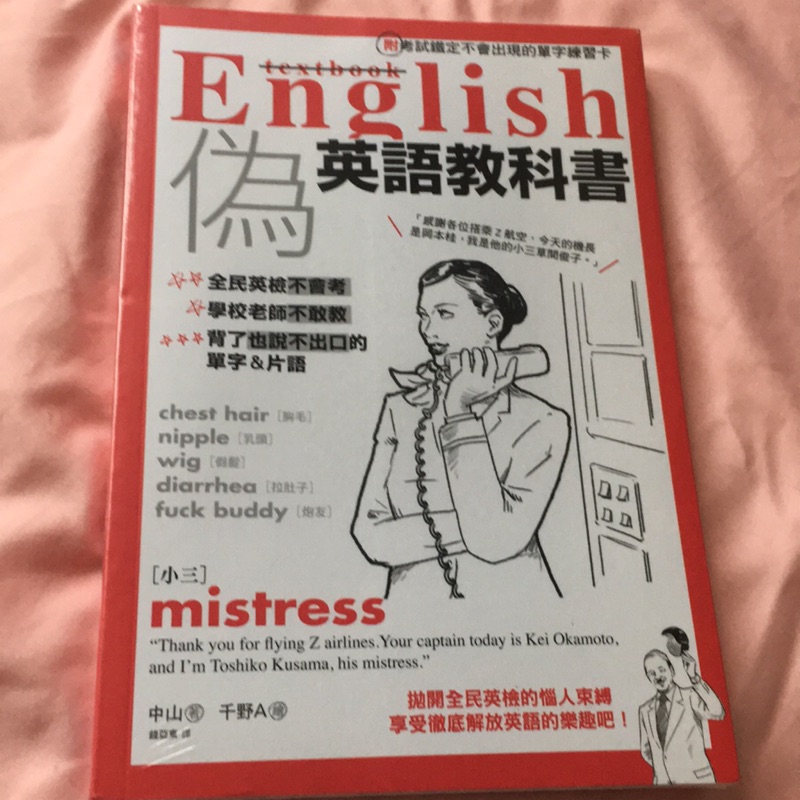 附考試鑑定不會出現的單字練習卡
textbook
English
偽英語教科書
「感謝各位搭乘Z航空,今天的機長
是岡本桂,我是他的小三草間俊子。」
☆☆全民英檢不會考
☆學校老師不敢教
☆☆☆背了也說不出口的
單字&片語
chest hair [胸毛]
nipple [乳頭]
wig [假髮]
diarrhea [拉肚子]
fuck buddy [炮友]
[小三]
mistress
“Thank you for flying Z airlines.Your captain today is Kei Okamoto,
and I'm Toshiko Kusama, his mistress.”
中山著 千野A繪
錢亞東 譯
拋開全民英檢的惱人束縛
享受徹底解放英語的樂趣吧!